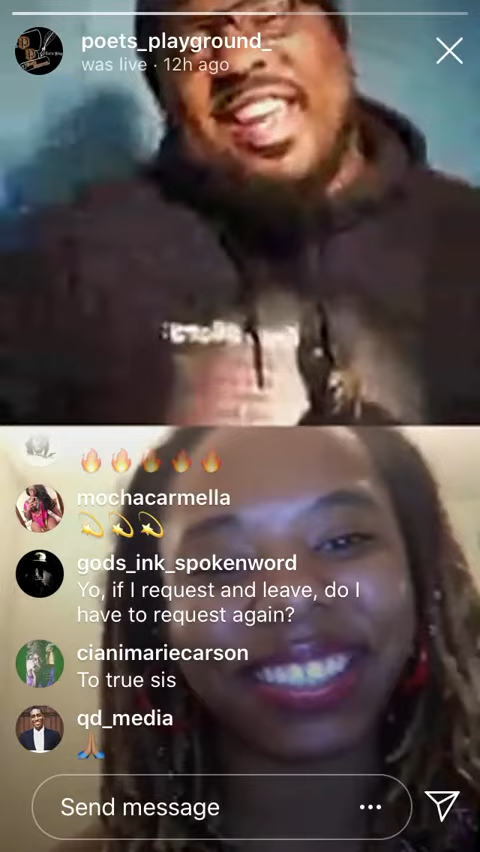 poets_playground_
was live · 12h ago
mochacarmella
gods_ink_spokenword
Yo, if I request and leave, do I
have to request again?
cianimariecarson
To true sis
qd_media
Send message